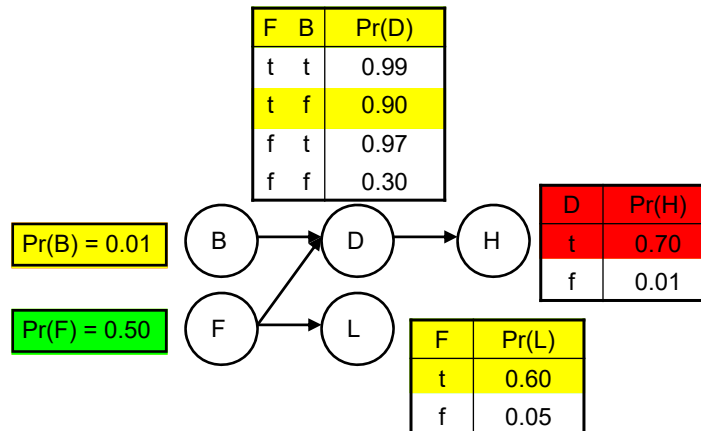 F B Pr(D)
t t 0.99
t f 0.90
f t 0.97
f f 0.30
Pr(B) = 0.01
B
D
H
D Pr(H)
t 0.70
f 0.01
Pr(F) = 0.50
F
L
F Pr(L)
t 0.60
f 0.05